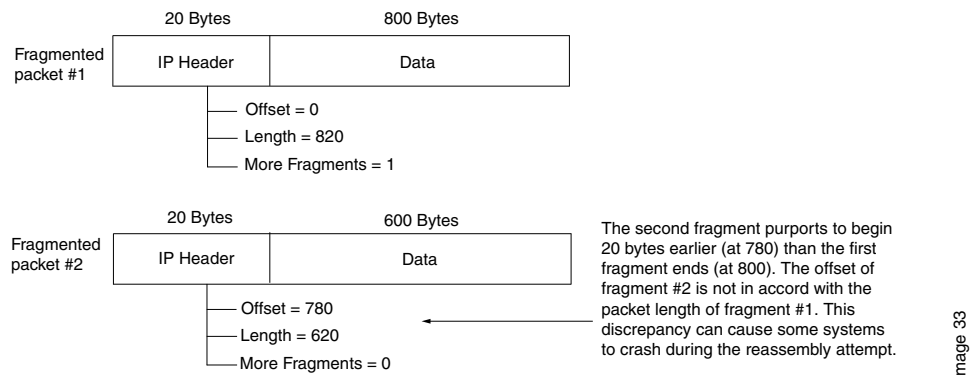 20 Bytes
800 Bytes
Fragmented
packet #1
IP Header
Data
Offset = 0
Length = 820
More Fragments = 1
20 Bytes
600 Bytes
Fragmented
packet #2
IP Header
Data
Offset = 780
Length = 620
More Fragments = 0
The second fragment purports to begin
20 bytes earlier (at 780) than the first
fragment ends (at 800). The offset of
fragment #2 is not in accord with the
packet length of fragment #1. This
discrepancy can cause some systems
to crash during the reassembly attempt.
mage 33